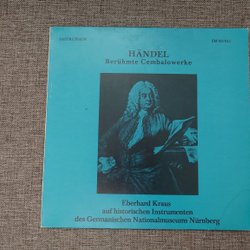 HÄNDEL
Berühmte Cembalowerke
Eberhard Kraus
auf historischen Instrumenten
des Germanischen Nationalmuseums Nürnberg